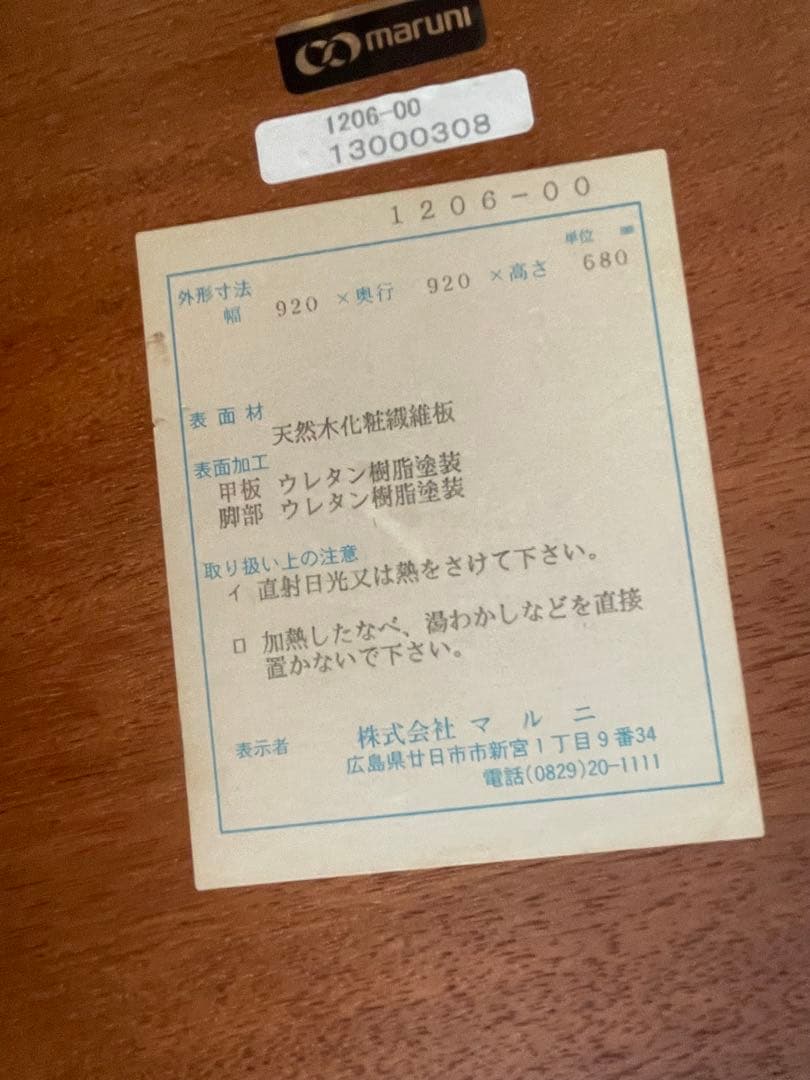 maruni
1206-00
13000308
1206-00
単位 ㎜
外形寸法
幅 920 ×奥行 920 ×高さ 680
表面材
天然木化粧繊維板
表面加工
甲板 ウレタン樹脂塗装
脚部 ウレタン樹脂塗装
取り扱い上の注意
イ 直射日光又は熱をさけて下さい。
ロ 加熱したなべ、湯わかしなどを直接
置かないで下さい。
表示者 株式会社 マルニ
広島県廿日市市新宮1丁目9番34
電話(0829)20-1111